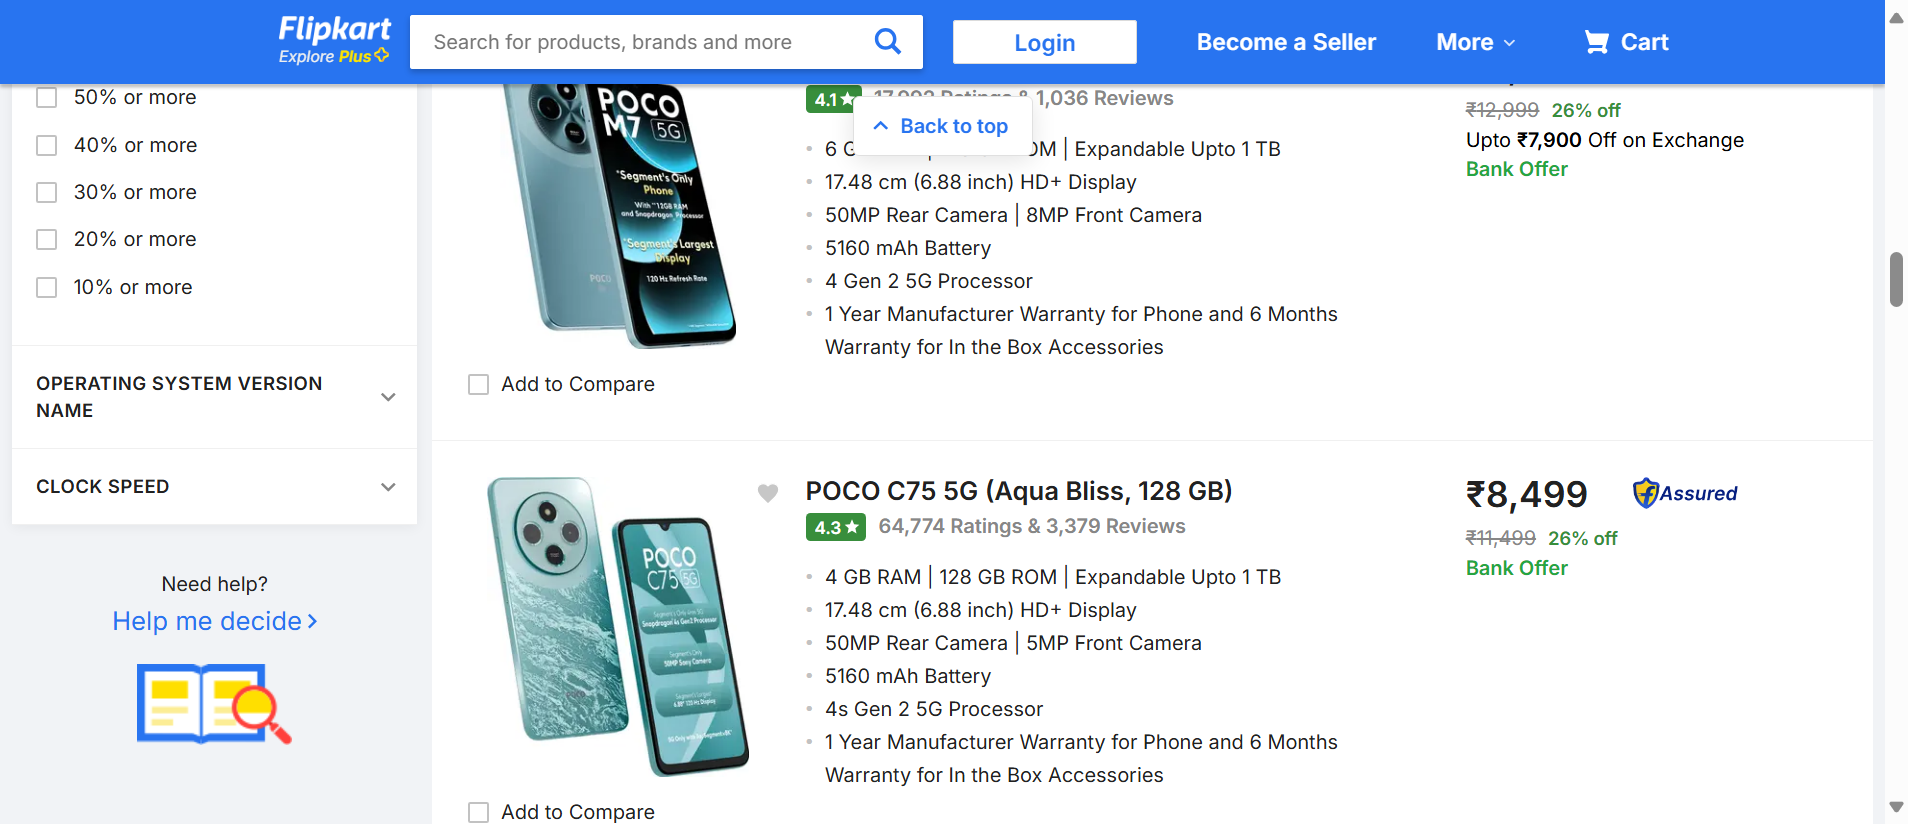 Flipkart
Explore Plus
Search for products, brands and more
Login
Become a Seller
More
Cart
50% or more
40% or more
30% or more
20% or more
10% or more
OPERATING SYSTEM VERSION
NAME
CLOCK SPEED
Need help?
Help me decide
POCO
M7 5G
*Segment's Only
Phone
With **12GB RAM
and Snapdragon Processor
*Segment's Largest
Display
120 Hz Refresh Rate
POCO
4.1★ Ratings & 1,036 Reviews
Back to top
6 | Expandable Upto 1 TB
17.48 cm (6.88 inch) HD+ Display
50MP Rear Camera | 8MP Front Camera
5160 mAh Battery
4 Gen 2 5G Processor
1 Year Manufacturer Warranty for Phone and 6 Months
Warranty for In the Box Accessories
₹12,999 26% off
Upto ₹7,900 Off on Exchange
Bank Offer
Add to Compare
POCO
C75 5G
Segment's Only
50MP Sony Camera
Segment's Largest
POCO C75 5G (Aqua Bliss, 128 GB)
4.3★ 64,774 Ratings & 3,379 Reviews
4 GB RAM | 128 GB ROM | Expandable Upto 1 TB
17.48 cm (6.88 inch) HD+ Display
50MP Rear Camera | 5MP Front Camera
5160 mAh Battery
4s Gen 2 5G Processor
1 Year Manufacturer Warranty for Phone and 6 Months
Warranty for In the Box Accessories
₹8,499
Assured
₹11,499 26% off
Bank Offer
Add to Compare